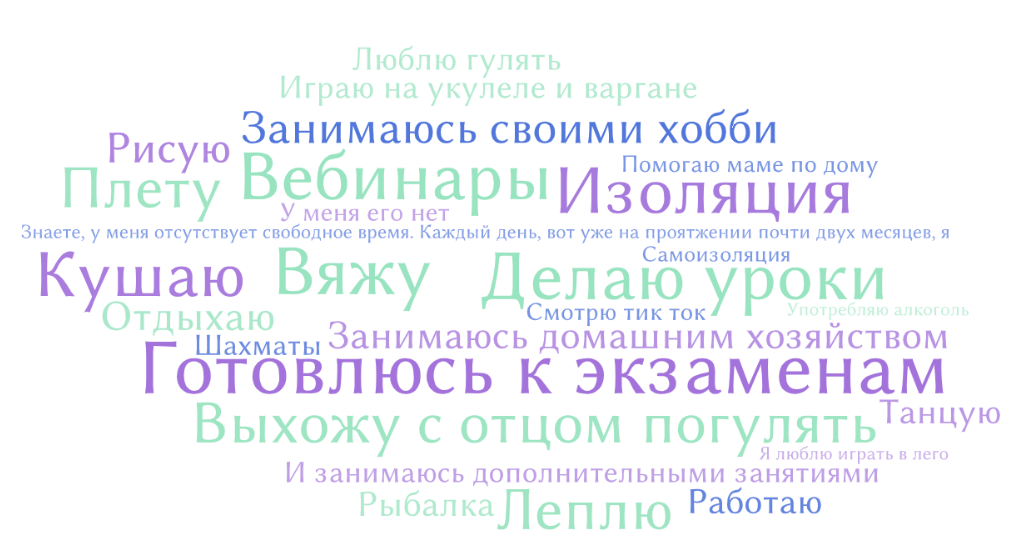 Люблю гулять
Играю на укулеле и варгане
Занимаюсь своими хобби
Рисую
Вебинары
Помогаю маме по дому
Плету
Изоляция
У меня его нет
Знаете, у меня отсутствует свободное время. Каждый день, вот уже на проятжении почти двух месяцев, я
Самоизоляция
Кушаю
Вяжу
Делаю уроки
Отдыхаю
Смотрю тик ток
Употребляю алкоголь
Шахматы
Занимаюсь домашним хозяйством
Готовлюсь к экзаменам
Выхожу с отцом погулять
Танцую
Я люблю играть в лего
И занимаюсь дополнительными занятиями
Рыбалка
Леплю
Работаю